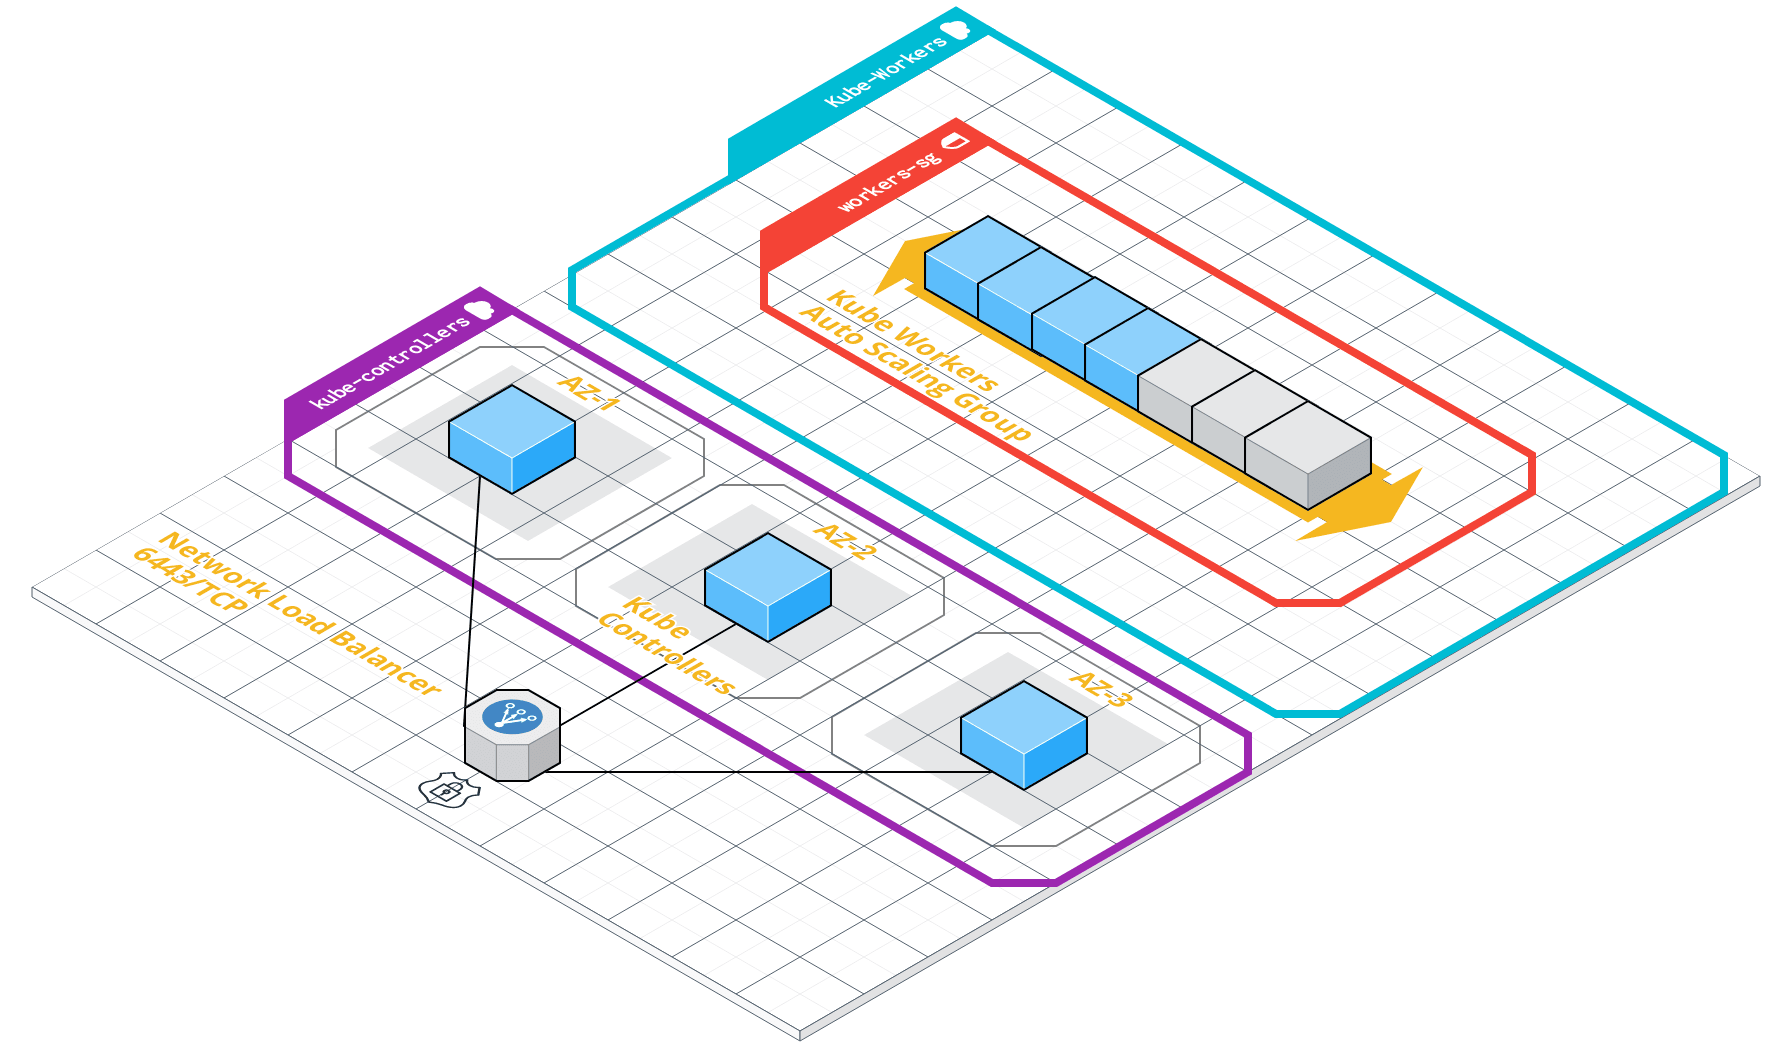 Kube-Workers
workers-sg
Kube Workers
Auto Scaling Group
kube-controllers
AZ-1
AZ-2
Kube
Controllers
AZ-3
Network Load Balancer
6443/TCP